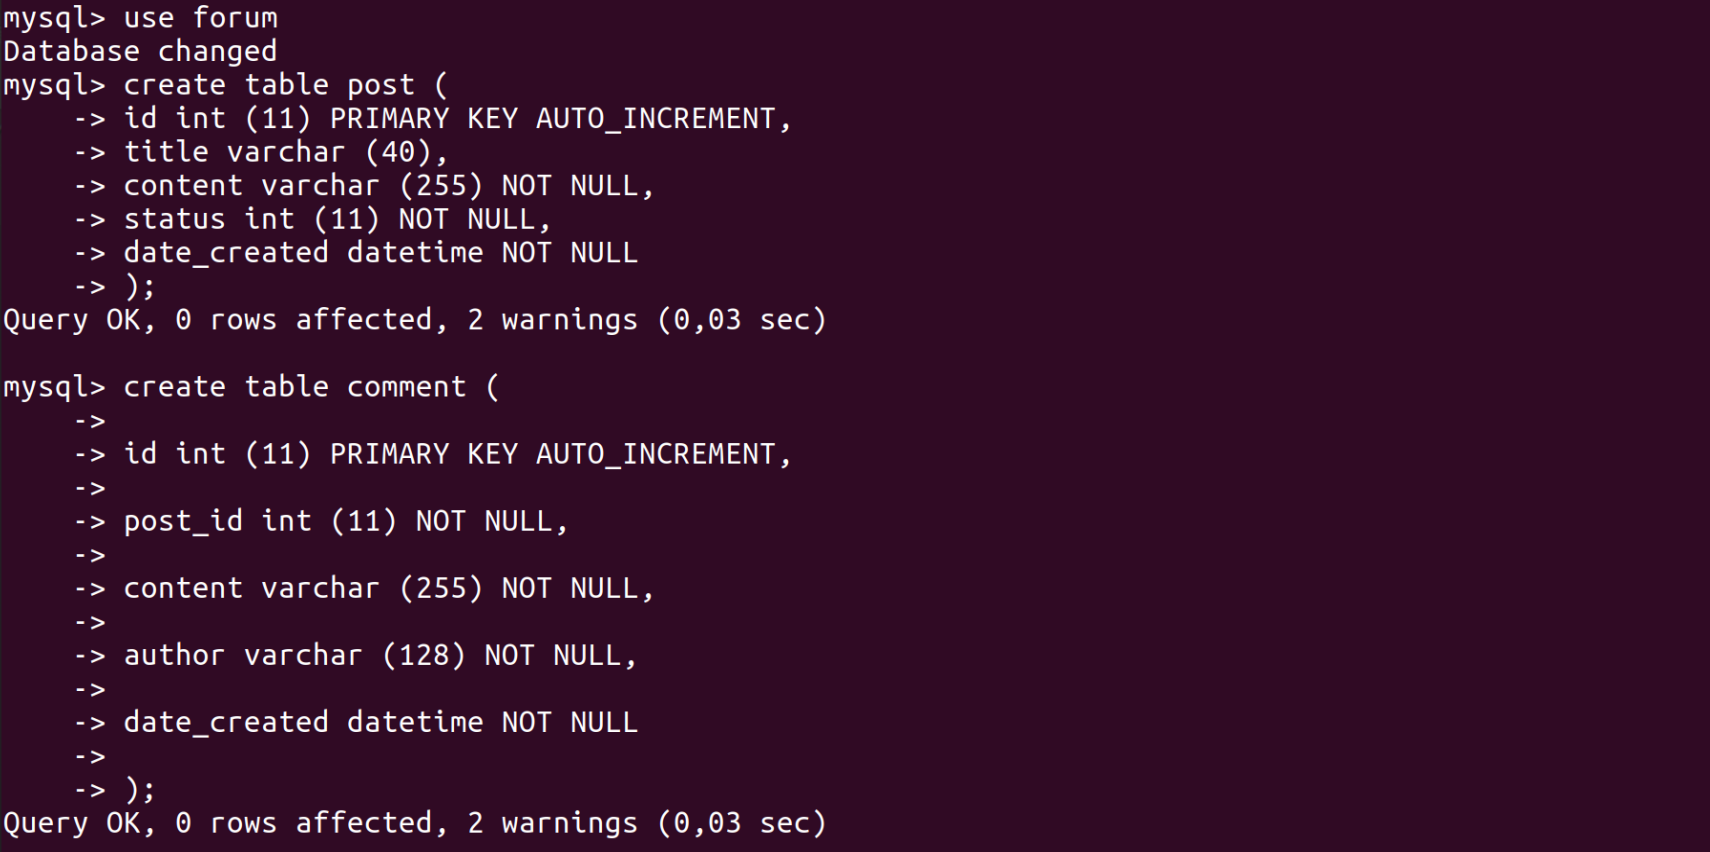 mysql> use forum
Database changed
mysql> create table post (
    -> id int (11) PRIMARY KEY AUTO_INCREMENT,
    -> title varchar (40),
    -> content varchar (255) NOT NULL,
    -> status int (11) NOT NULL,
    -> date_created datetime NOT NULL
    -> );
Query OK, 0 rows affected, 2 warnings (0,03 sec)

mysql> create table comment (
    ->
    -> id int (11) PRIMARY KEY AUTO_INCREMENT,
    ->
    -> post_id int (11) NOT NULL,
    ->
    -> content varchar (255) NOT NULL,
    ->
    -> author varchar (128) NOT NULL,
    ->
    -> date_created datetime NOT NULL
    ->
    -> );
Query OK, 0 rows affected, 2 warnings (0,03 sec)